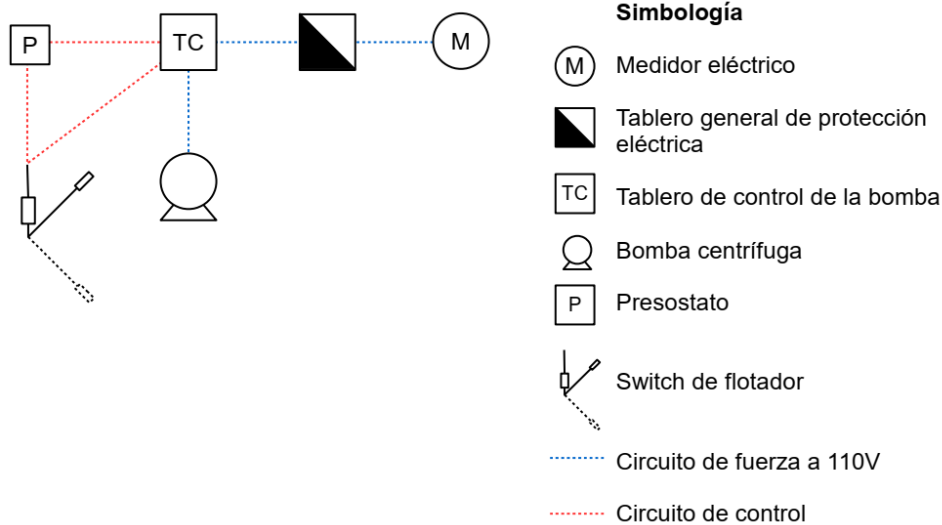 P
TC
M
Simbología
M
Medidor eléctrico
Tablero general de protección
eléctrica
TC
Tablero de control de la bomba
Bomba centrífuga
P
Presostato
Switch de flotador
Circuito de fuerza a 110V
Circuito de control